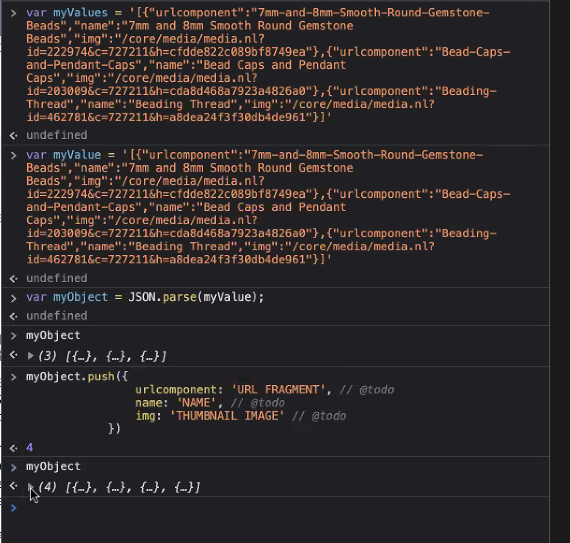 > var myValues = '[{"urlcomponent":"7mm-and-8mm-Smooth-Round-Gemstone-
Beads","name":"7mm and 8mm Smooth Round Gemstone
Beads","img":"/core/media/media.nl?
id=222974&c=727211&h=cfdde822c089bf8749ea"},{"urlcomponent":"Bead-Caps-
and-Pendant-Caps","name":"Bead Caps and Pendant
Caps","img":"/core/media/media.nl?
id=203009&c=727211&h=cda8d468a7923a4826a0"},{"urlcomponent":"Beading-
Thread","name":"Beading Thread","img":"/core/media/media.nl?
id=462781&c=727211&h=a8dea24f3f30db4de961"}]'
undefined
> var myValue = '[{"urlcomponent":"7mm-and-8mm-Smooth-Round-Gemstone-
Beads","name":"7mm and 8mm Smooth Round Gemstone
Beads","img":"/core/media/media.nl?
id=222974&c=727211&h=cfdde822c089bf8749ea"},{"urlcomponent":"Bead-Caps-
and-Pendant-Caps","name":"Bead Caps and Pendant
Caps","img":"/core/media/media.nl?
id=203009&c=727211&h=cda8d468a7923a4826a0"},{"urlcomponent":"Beading-
Thread","name":"Beading Thread","img":"/core/media/media.nl?
id=462781&c=727211&h=a8dea24f3f30db4de961"}]'
undefined
> var myObject = JSON.parse(myValue);
undefined
> myObject
(3) [{…}, {…}, {…}]
> myObject.push({
urlcomponent: 'URL FRAGMENT', // @todo
name: 'NAME', // @todo
img: 'THUMBNAIL IMAGE' // @todo
})
4
> myObject
(4) [{…}, {…}, {…}, {…}]
>